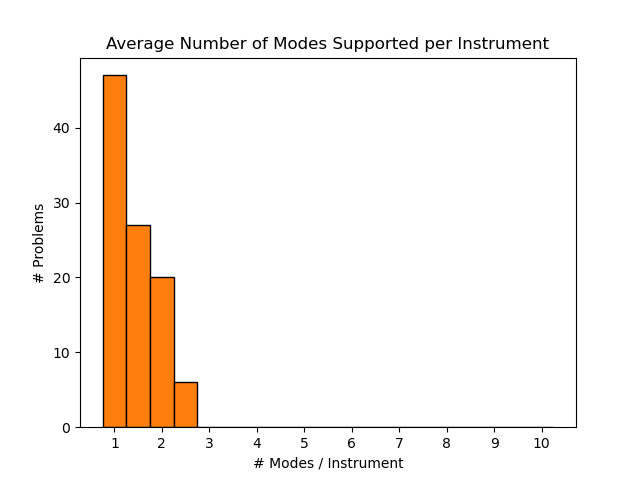 Average Number of Modes Supported per Instrument
# Problems
40
30
20
10
0
1 2 3 4 5 6 7 8 9 10
# Modes / Instrument